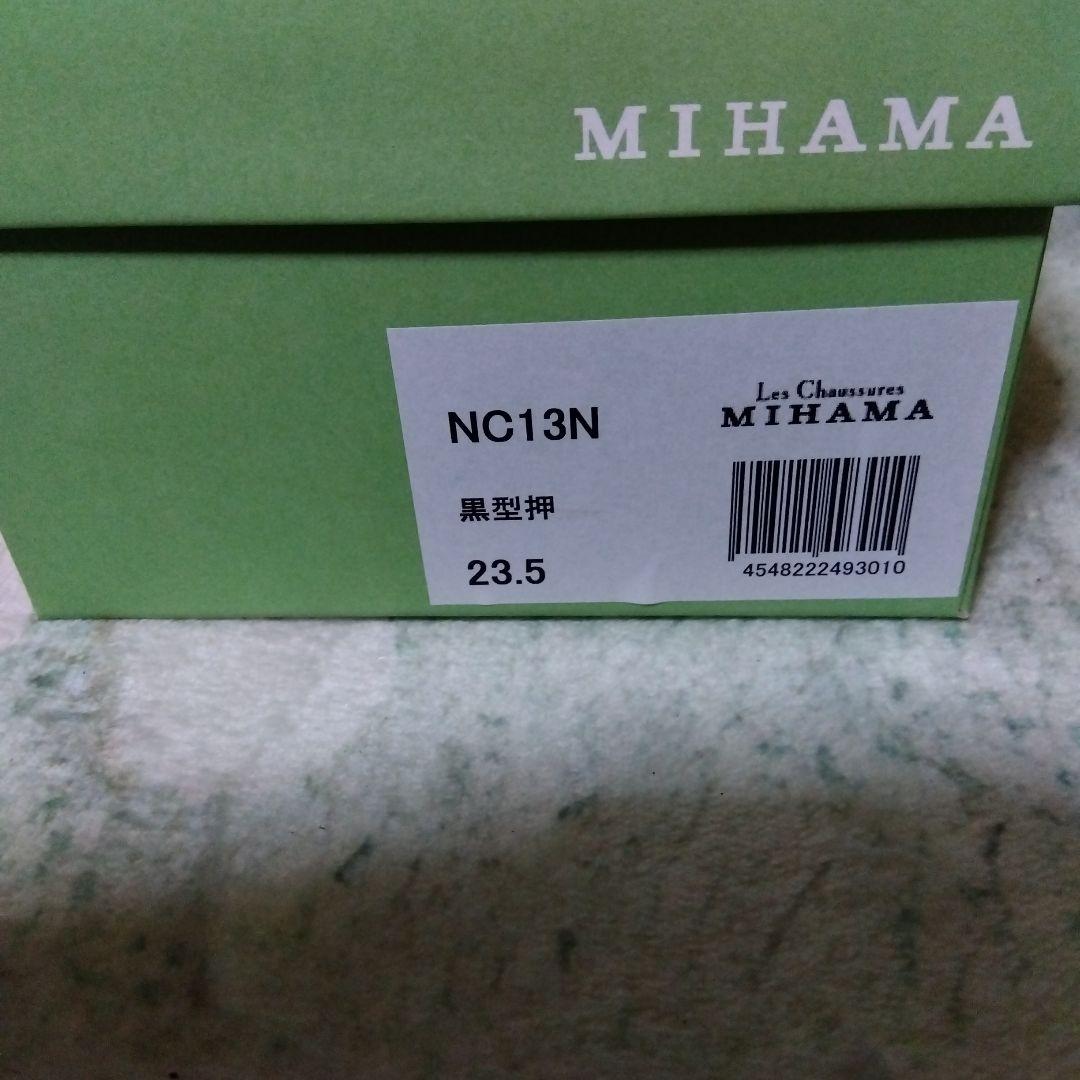 MIHAMA
NC13N
黒型押
23.5
Les Chaussures
MIHAMA
4548222493010